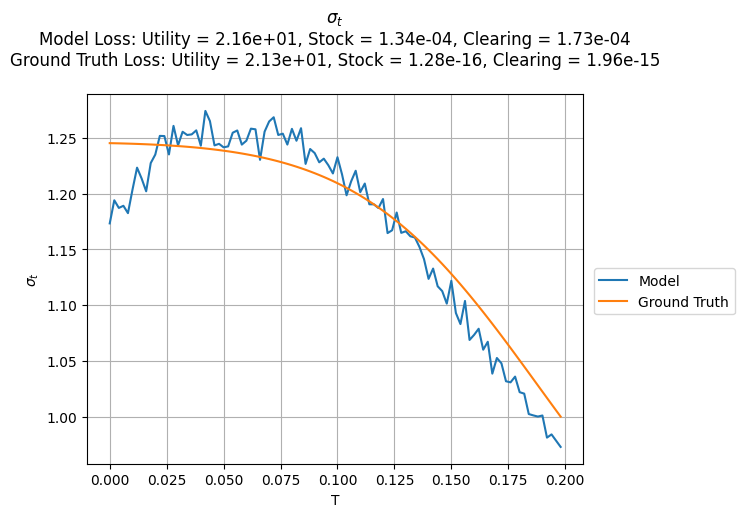 σt
Model Loss: Utility = 2.16e+01, Stock = 1.34e-04, Clearing = 1.73e-04
Ground Truth Loss: Utility = 2.13e+01, Stock = 1.28e-16, Clearing = 1.96e-15
1.25
1.20
1.15
1.10
1.05
1.00
σt
0.000 0.025 0.050 0.075 0.100 0.125 0.150 0.175 0.200
T
Model
Ground Truth